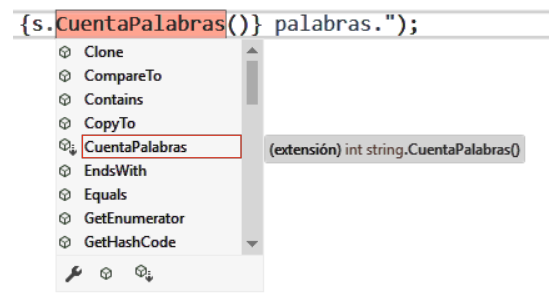 {s.CuentaPalabras()} palabras.");
Clone
CompareTo
Contains
CopyTo
CuentaPalabras
(extensión) int string.CuentaPalabras()
EndsWith
Equals
GetEnumerator
GetHashCode